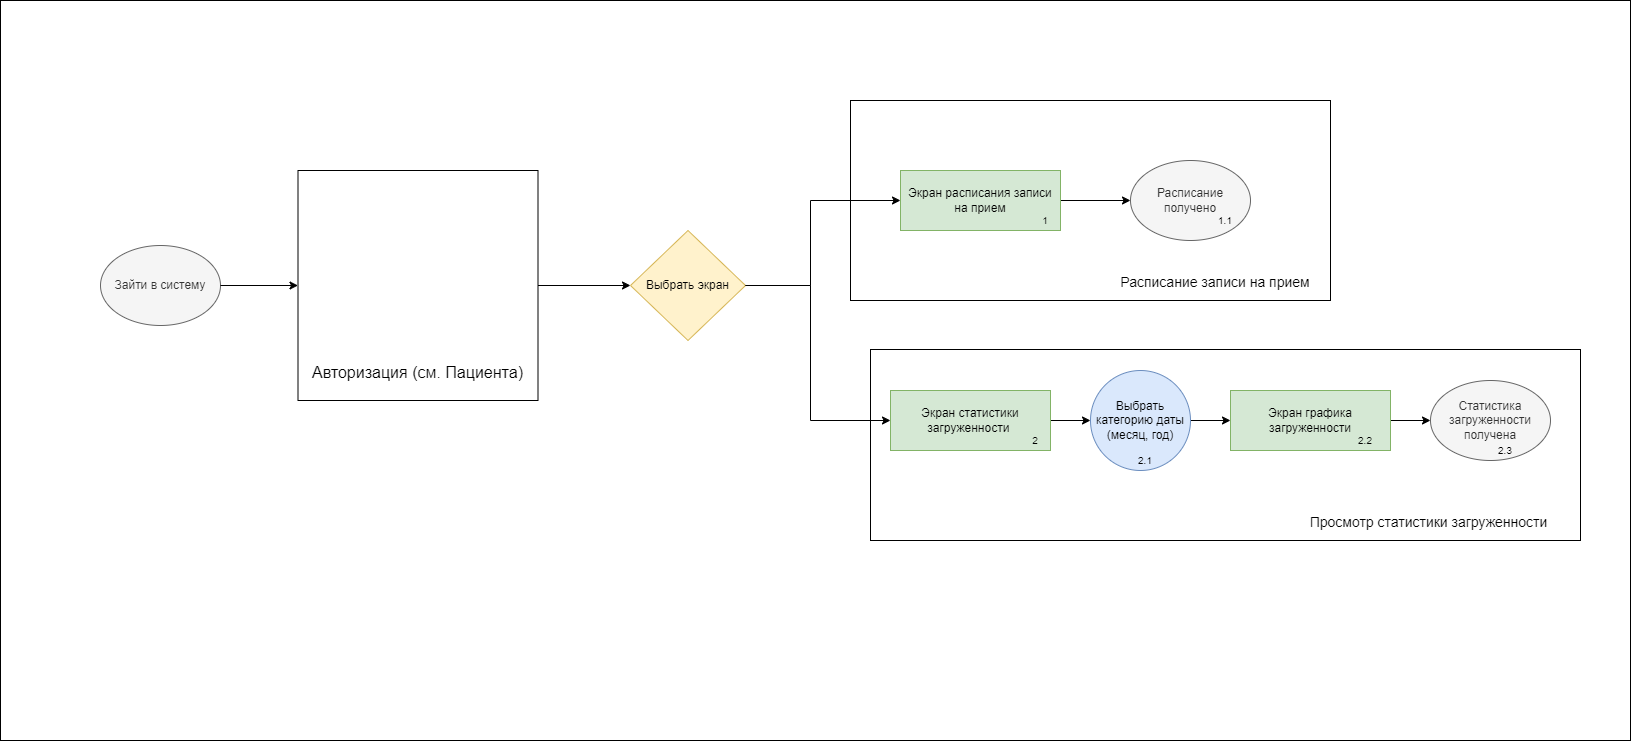 Зайти в систему
Авторизация (см. Пациента)
Выбрать экран
Экран расписания записи
на прием
1
Расписание
получено
1.1
Расписание записи на прием
Экран статистики
загруженности
2
Выбрать
категорию даты
(месяц, год)
2.1
Экран графика
загруженности
2.2
Статистика
загруженности
получена
2.3
Просмотр статистики загруженности